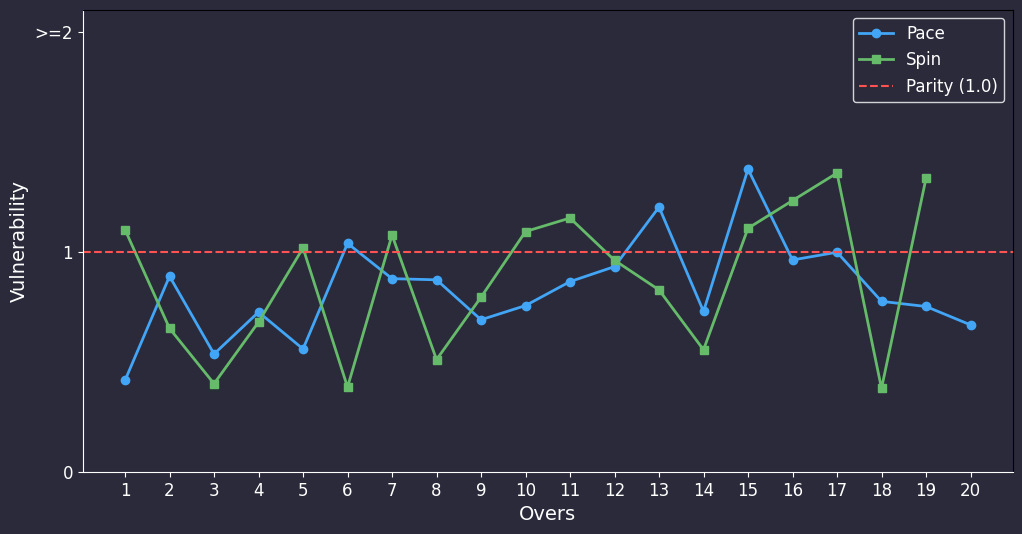 >=2
1
0
Vulnerability
1 2 3 4 5 6 7 8 9 10 11 12 13 14 15 16 17 18 19 20
Overs
Pace
Spin
Parity (1.0)